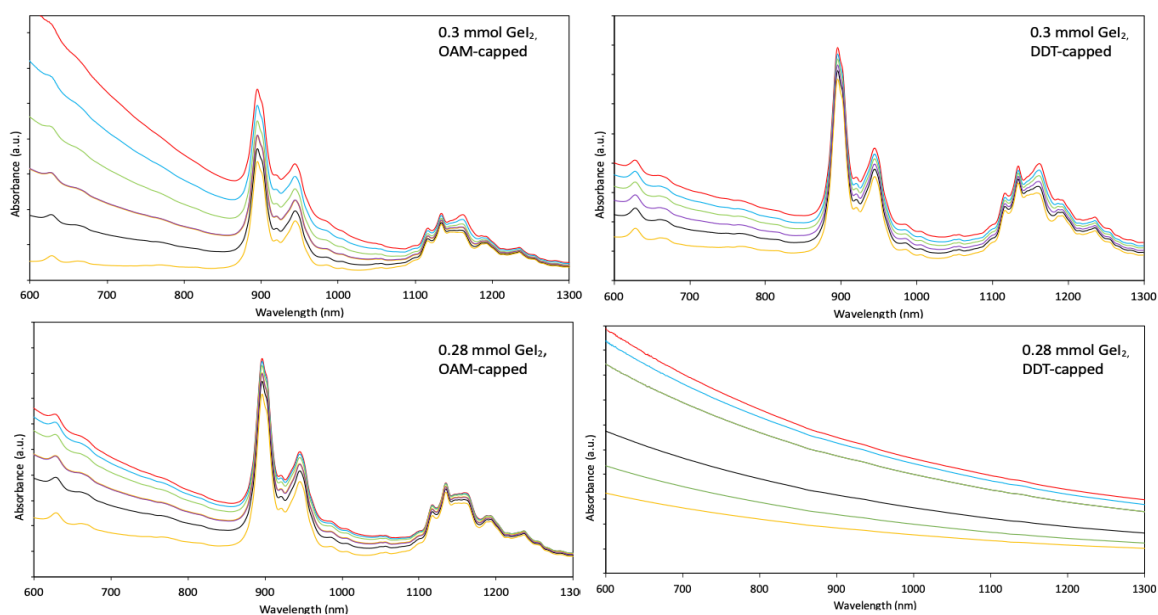 0.3 mmol GeI₂,
OAM-capped
Absorbance (a.u.)
600 700 800 900 1000 1100 1200 1300
Wavelength (nm)
0.3 mmol GeI₂,
DDT-capped
Absorbance (a.u.)
600 700 800 900 1000 1100 1200 1300
Wavelength (nm)
0.28 mmol GeI₂,
OAM-capped
Absorbance (a.u.)
600 700 800 900 1000 1100 1200 1300
Wavelength (nm)
0.28 mmol GeI₂,
DDT-capped
Absorbance (a.u.)
600 700 800 900 1000 1100 1200 1300
Wavelength (nm)